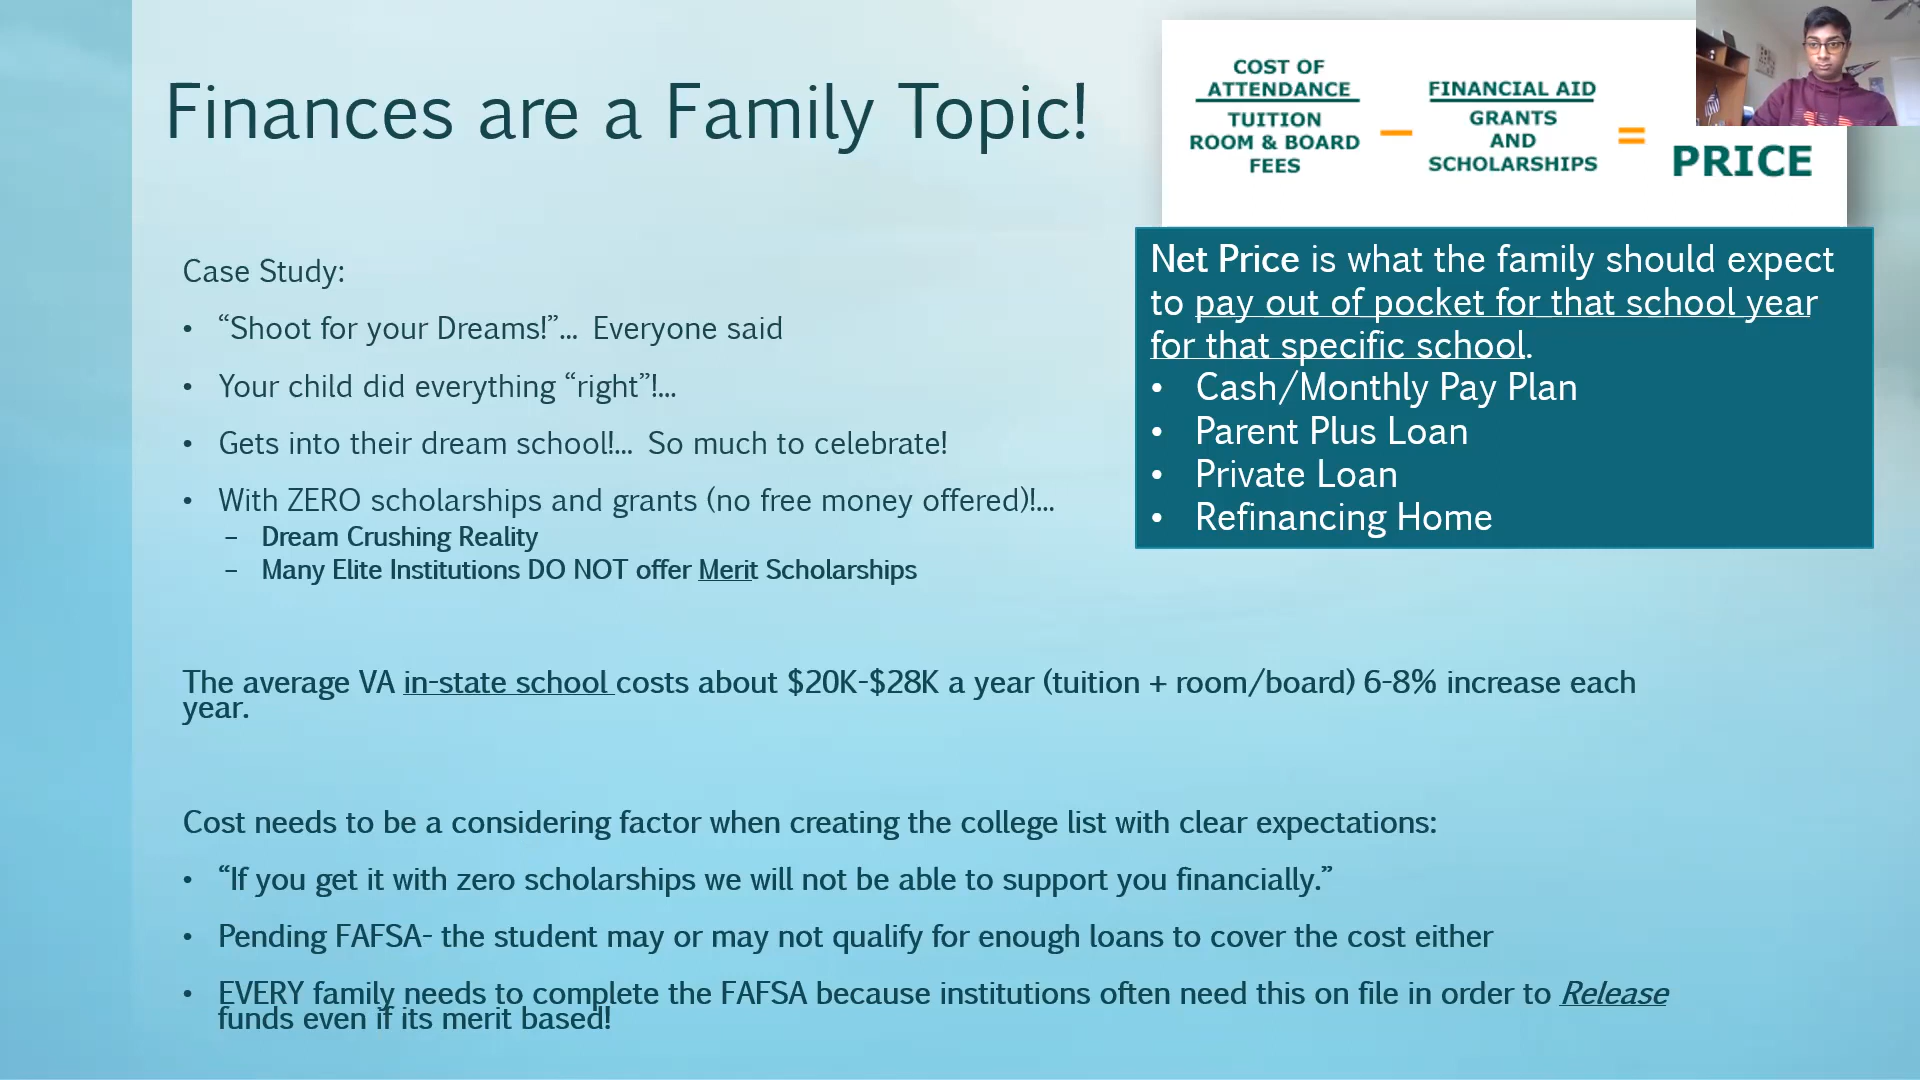 Finances are a Family Topic!
COST OF
ATTENDANCE
TUITION
ROOM & BOARD
FEES
–
FINANCIAL AID
GRANTS
AND
SCHOLARSHIPS
=
PRICE
Case Study:
• “Shoot for your Dreams!”... Everyone said
• Your child did everything “right”!...
• Gets into their dream school!... So much to celebrate!
• With ZERO scholarships and grants (no free money offered)!...
– Dream Crushing Reality
– Many Elite Institutions DO NOT offer Merit Scholarships
Net Price is what the family should expect
to pay out of pocket for that school year
for that specific school.
• Cash/Monthly Pay Plan
• Parent Plus Loan
• Private Loan
• Refinancing Home
The average VA in-state school costs about $20K-$28K a year (tuition + room/board) 6-8% increase each
year.
Cost needs to be a considering factor when creating the college list with clear expectations:
• “If you get it with zero scholarships we will not be able to support you financially.”
• Pending FAFSA- the student may or may not qualify for enough loans to cover the cost either
• EVERY family needs to complete the FAFSA because institutions often need this on file in order to Release
funds even if its merit based!